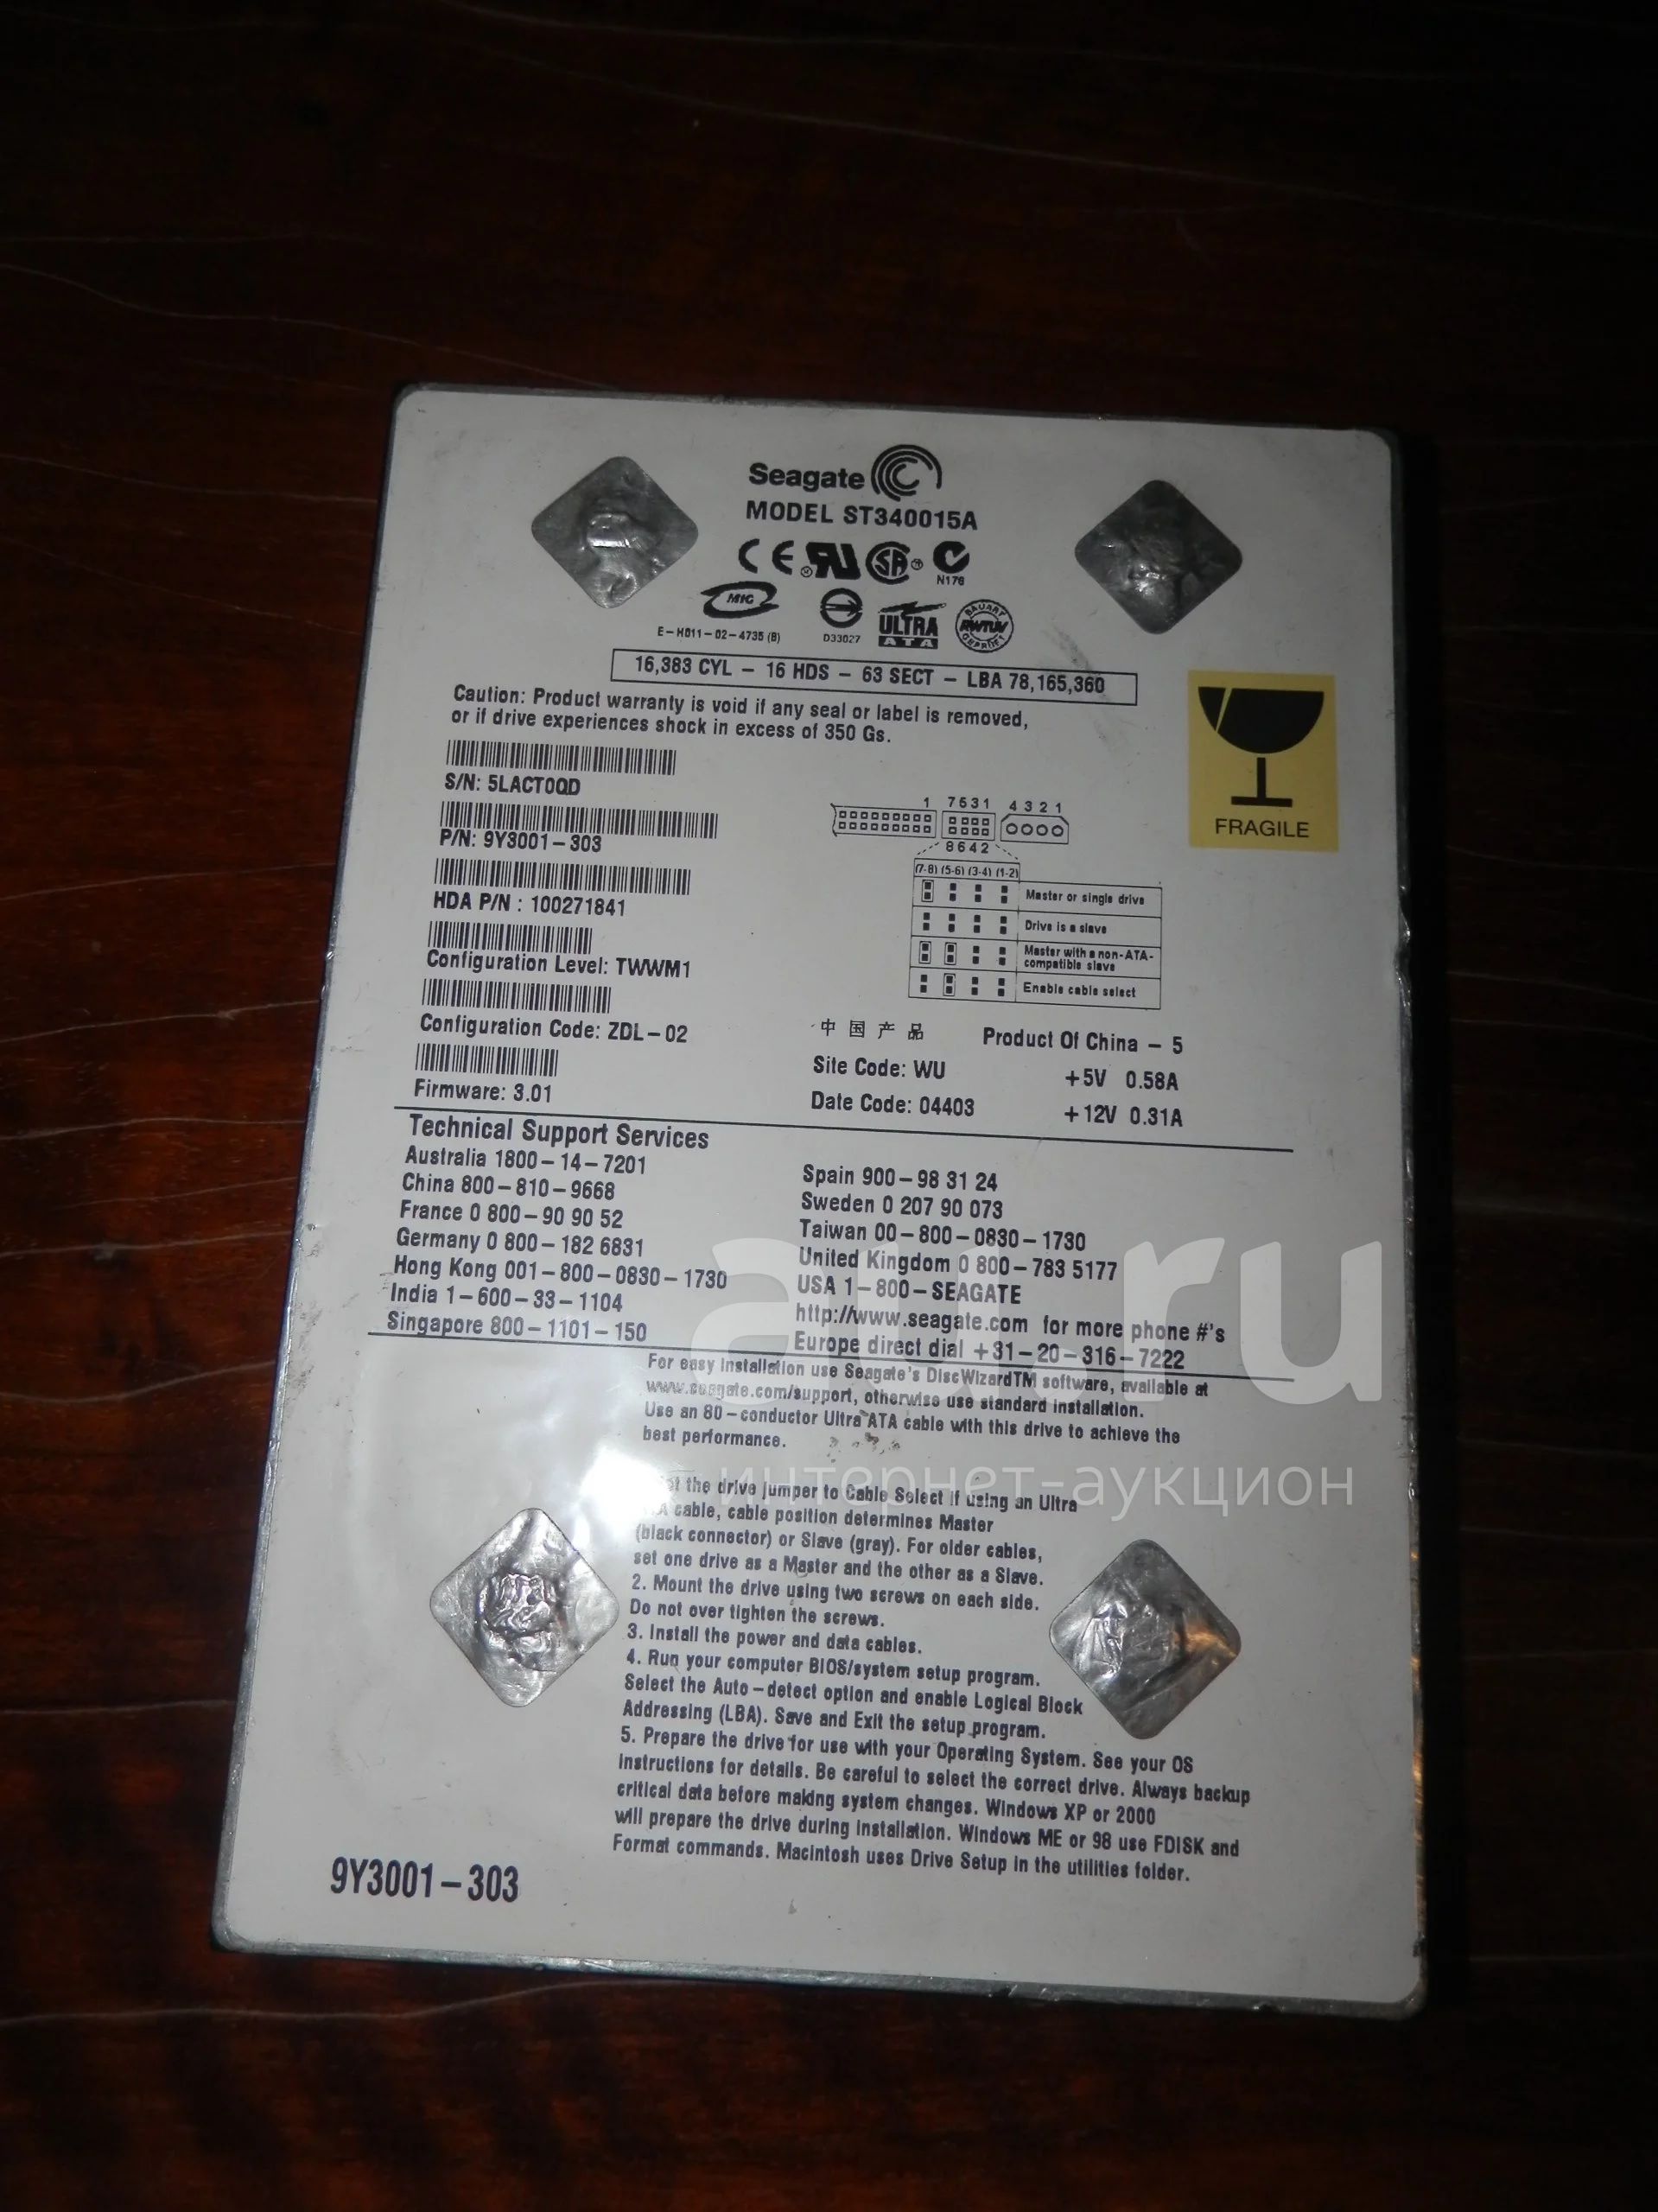 Seagate
MODEL ST340015A
N176
MIC
E-H011-02-4735 (B)
D33027
ULTRA
ATA
BAUART
RWTUV
GEPRÜFT
16,383 CYL - 16 HDS - 63 SECT - LBA 78,165,360
Caution: Product warranty is void if any seal or label is removed,
or if drive experiences shock in excess of 350 Gs.
FRAGILE
S/N: 5LACT0QD
P/N: 9Y3001-303
HDA P/N : 100271841
Configuration Level: TWWM1
Configuration Code: ZDL-02
Firmware: 3.01
1 7631 4321
8642
(7-8) (5-6) (3-4) (1-2)
Master or single drive
Drive is a slave
Master with a non-ATA-
compatible slave
Enable cable select
中国产品 Product Of China - 5
Site Code: WU +5V 0.58A
Date Code: 04403 +12V 0.31A
Technical Support Services
Australia 1800-14-7201
China 800-810-9668
France 0 800-90 90 52
Germany 0 800-182 6831
Hong Kong 001-800-0830-1730
India 1-600-33-1104
Singapore 800-1101-150
Spain 900-98 31 24
Sweden 0 207 90 073
Taiwan 00-800-0830-1730
United Kingdom 0 800-783 5177
USA 1-800-SEAGATE
http://www.seagate.com for more phone #'s
Europe direct dial +31-20-316-7222
For easy installation use Seagate's DiscWizardTM software, available at
www.seagate.com/support, otherwise use standard installation.
Use an 80-conductor Ultra ATA cable with this drive to achieve the
best performance.
the drive jumper to Cable Select if using an Ultra
cable, cable position determines Master
(black connector) or Slave (gray). For older cables,
set one drive as a Master and the other as a Slave.
2. Mount the drive using two screws on each side.
Do not over tighten the screws.
3. Install the power and data cables.
4. Run your computer BIOS/system setup program.
Select the Auto-detect option and enable Logical Block
Addressing (LBA). Save and Exit the setup program.
5. Prepare the drive for use with your Operating System. See your OS
instructions for details. Be careful to select the correct drive. Always backup
critical data before making system changes. Windows XP or 2000
will prepare the drive during installation. Windows ME or 98 use FDISK and
Format commands. Macintosh uses Drive Setup in the utilities folder.
9Y3001-303
au.ru
интернет-аукцион